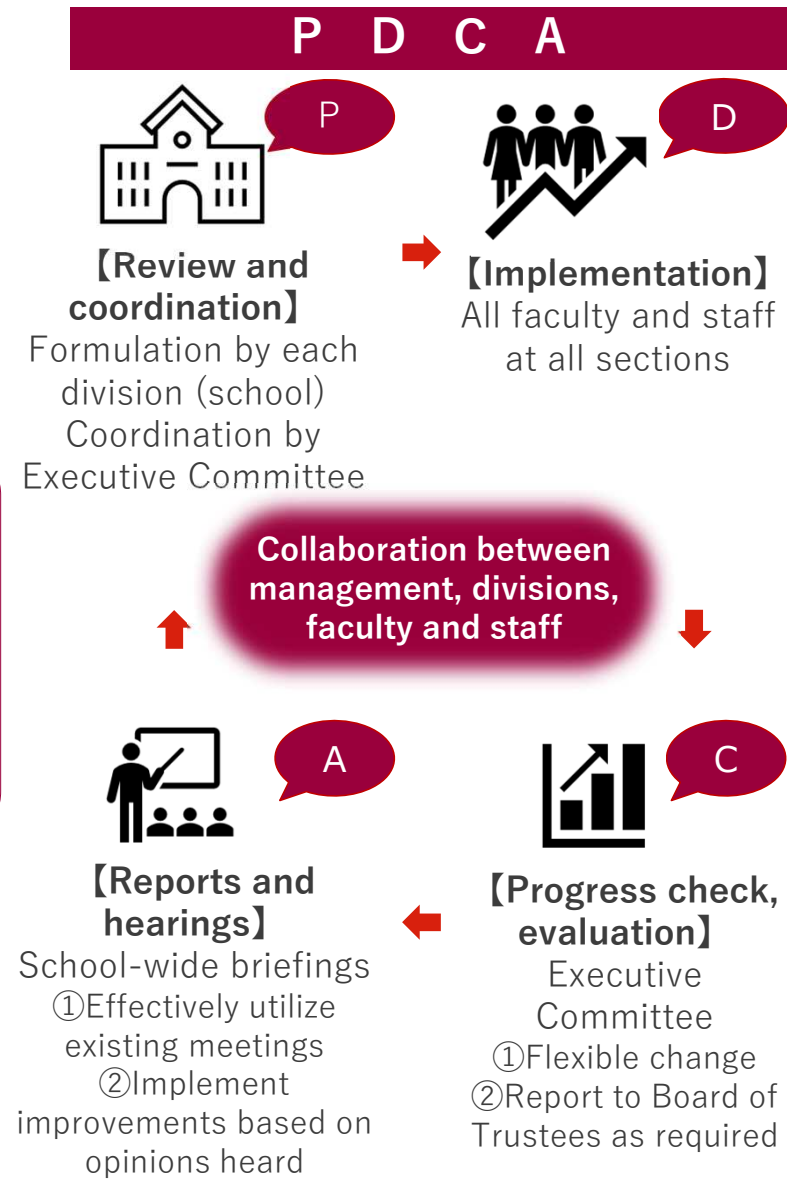 P D C A
P
【Review and
coordination】
Formulation by each
division (school)
Coordination by
Executive Committee
D
【Implementation】
All faculty and staff
at all sections
Collaboration between
management, divisions,
faculty and staff
A
【Reports and
hearings】
School-wide briefings
①Effectively utilize
existing meetings
②Implement
improvements based on
opinions heard
C
【Progress check,
evaluation】
Executive
Committee
①Flexible change
②Report to Board of
Trustees as required